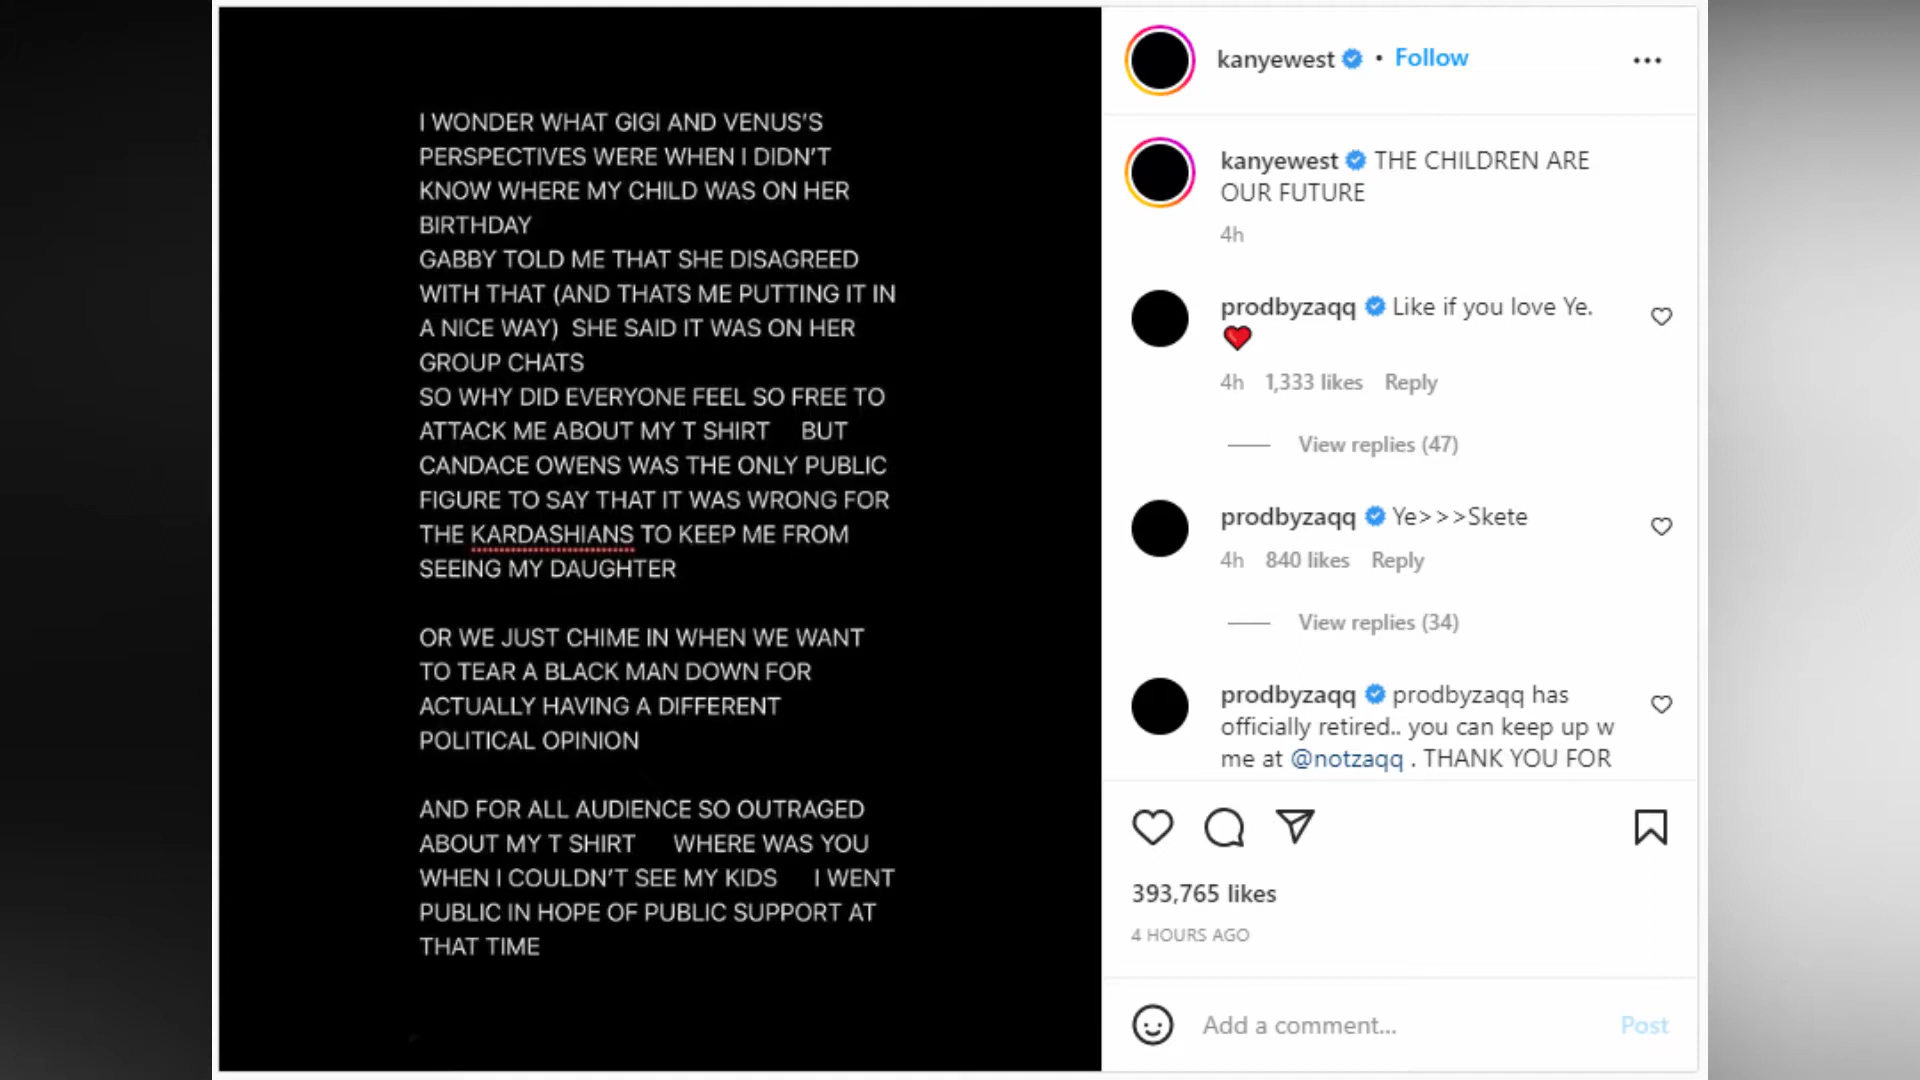 I WONDER WHAT GIGI AND VENUS'S
PERSPECTIVES WERE WHEN I DIDN'T
KNOW WHERE MY CHILD WAS ON HER
BIRTHDAY
GABBY TOLD ME THAT SHE DISAGREED
WITH THAT (AND THATS ME PUTTING IT IN
A NICE WAY)  SHE SAID IT WAS ON HER
GROUP CHATS
SO WHY DID EVERYONE FEEL SO FREE TO
ATTACK ME ABOUT MY T SHIRT    BUT
CANDACE OWENS WAS THE ONLY PUBLIC
FIGURE TO SAY THAT IT WAS WRONG FOR
THE KARDASHIANS TO KEEP ME FROM
SEEING MY DAUGHTER
OR WE JUST CHIME IN WHEN WE WANT
TO TEAR A BLACK MAN DOWN FOR
ACTUALLY HAVING A DIFFERENT
POLITICAL OPINION
AND FOR ALL AUDIENCE SO OUTRAGED
ABOUT MY T SHIRT    WHERE WAS YOU
WHEN I COULDN'T SEE MY KIDS    I WENT
PUBLIC IN HOPE OF PUBLIC SUPPORT AT
THAT TIME
kanyewest • Follow
kanyewest THE CHILDREN ARE
OUR FUTURE
4h
prodbyzaqq Like if you love Ye.
❤️
4h 1,333 likes Reply
View replies (47)
prodbyzaqq Ye>>>Skete
4h 840 likes Reply
View replies (34)
prodbyzaqq prodbyzaqq has
officially retired.. you can keep up w
me at @notzaqq . THANK YOU FOR
393,765 likes
4 HOURS AGO
Add a comment...
Post